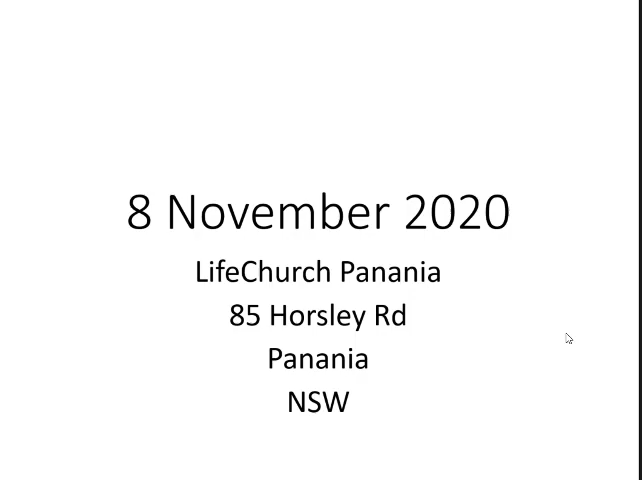 8 November 2020
LifeChurch Panania
85 Horsley Rd
Panania
NSW